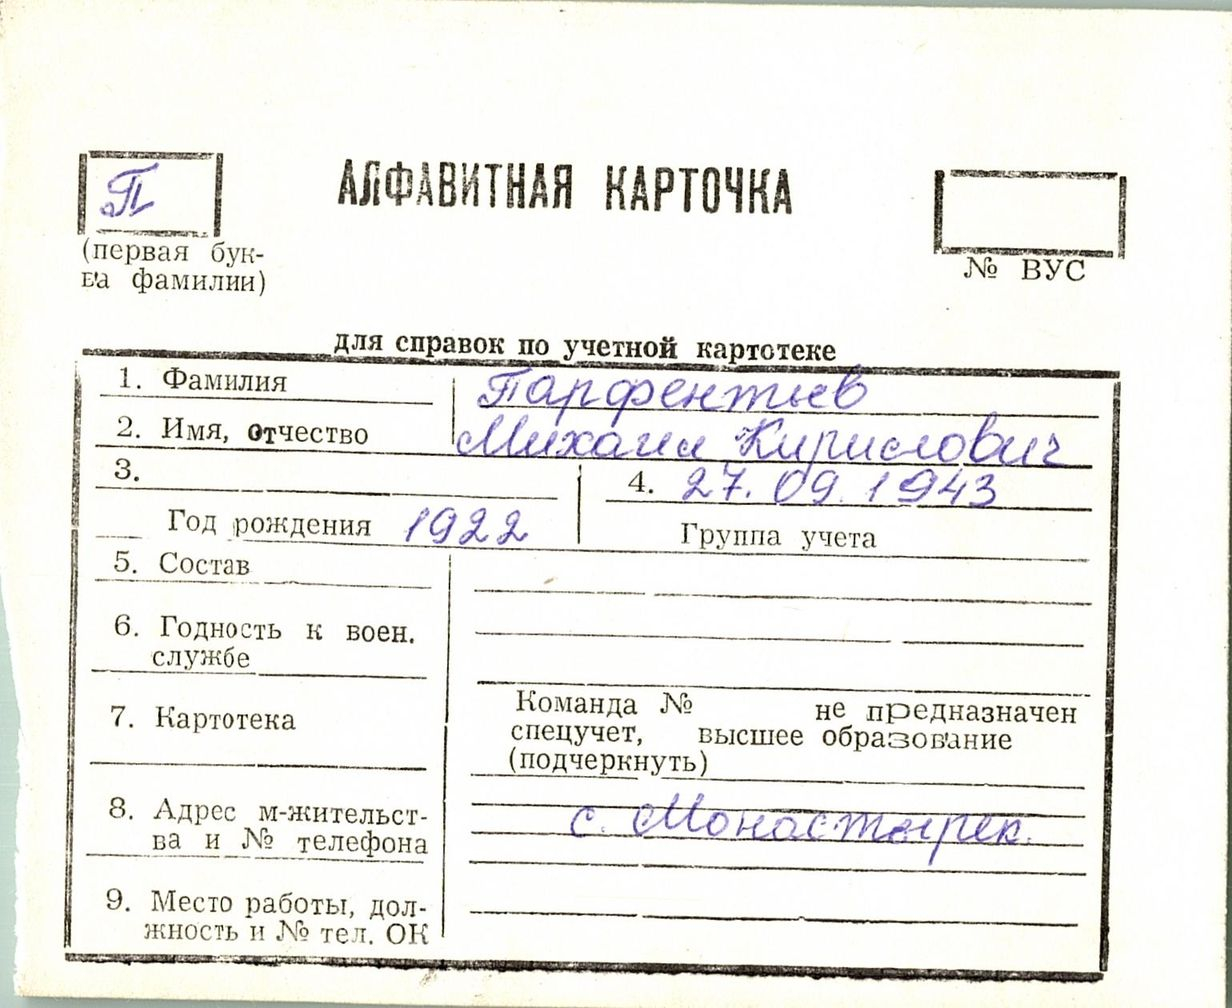 П
АЛФАВИТНАЯ КАРТОЧКА
(первая бук-
ва фамилии)
№ ВУС
для справок по учетной картотеке
1. Фамилия Парфентьев
2. Имя, отчество Михаил Кирилович
3.
4. 27.09.1943
Год рождения 1922
Группа учета
5. Состав
6. Годность к воен.
службе
7. Картотека
Команда № не предназначен
спецучет, высшее образование
(подчеркнуть)
8. Адрес м-жительст-
ва и № телефона
с. Монастырек.
9. Место работы, дол-
жность и № тел. ОК